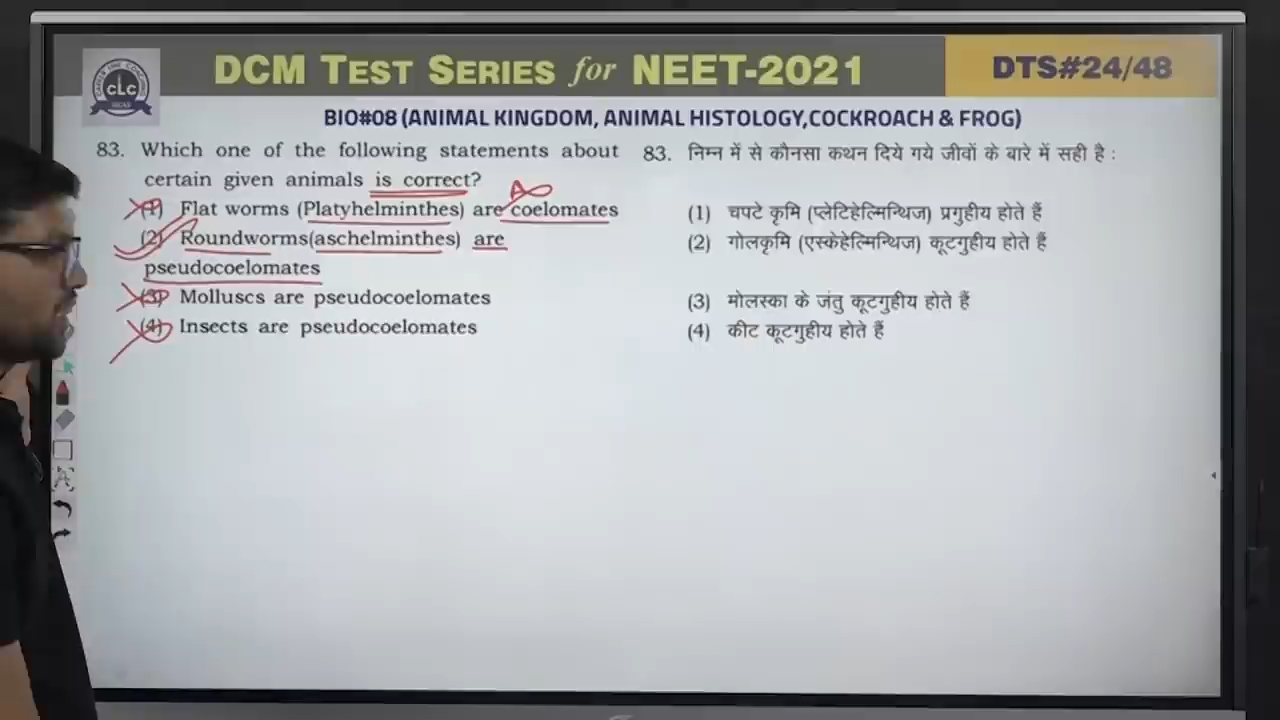 DCM TEST SERIES for NEET-2021
DTS#24/48
CLC
BIO#08 (ANIMAL KINGDOM, ANIMAL HISTOLOGY,COCKROACH & FROG)
83. Which one of the following statements about
certain given animals is correct?
A
(1) Flat worms (Platyhelminthes) are coelomates
(2) Roundworms(aschelminthes) are
pseudocoelomates
(3) Molluscs are pseudocoelomates
(4) Insects are pseudocoelomates
83. निम्न में से कौनसा कथन दिये गये जीवों के बारे में सही है :
(1) चपटे कृमि (प्लेटिहेल्मिन्थिज) प्रगुहीय होते हैं
(2) गोलकृमि (एस्केहेल्मिन्थिज) कूटगुहीय होते हैं
(3) मोलस्का के जंतु कूटगुहीय होते हैं
(4) कीट कूटगुहीय होते हैं